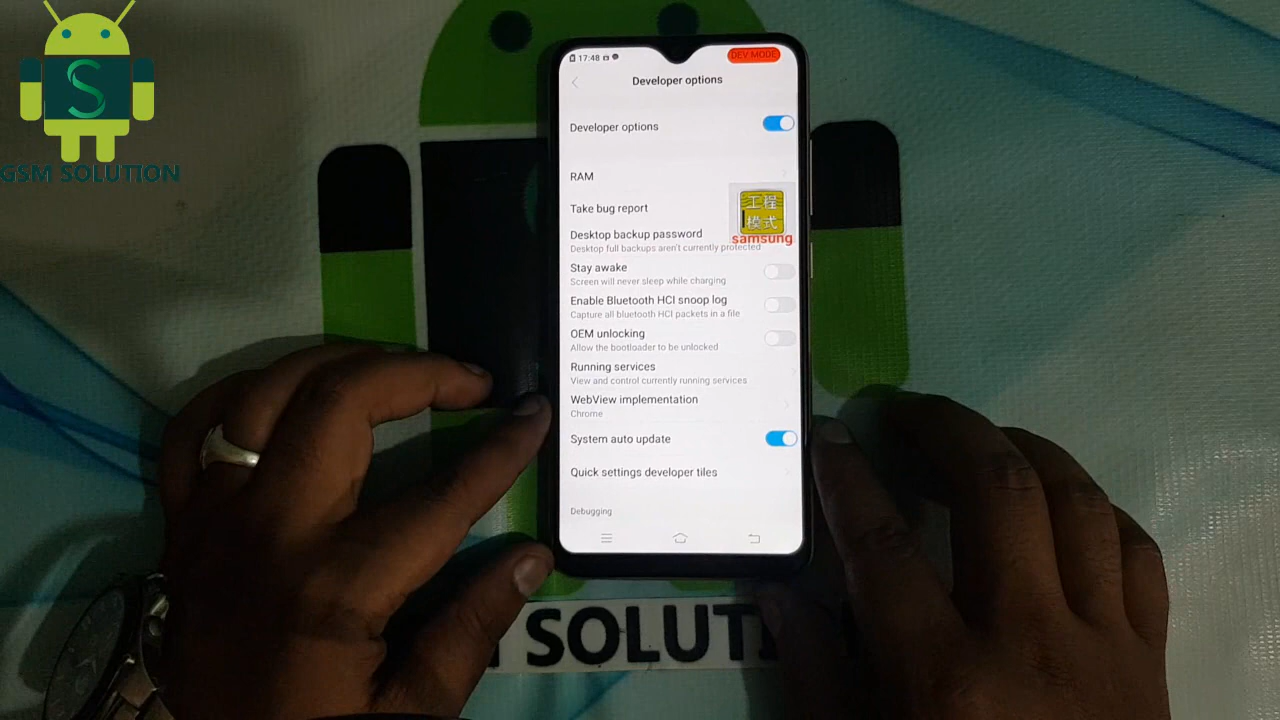 S
GSM SOLUTION
17:48
DEV MODE
Developer options
Developer options
RAM
Take bug report
工程
模式
samsung
Desktop backup password
Desktop full backups aren't currently protected
Stay awake
Screen will never sleep while charging
Enable Bluetooth HCI snoop log
Capture all bluetooth HCI packets in a file
OEM unlocking
Allow the bootloader to be unlocked
Running services
View and control currently running services
WebView implementation
Chrome
System auto update
Quick settings developer tiles
Debugging
SOLUTI